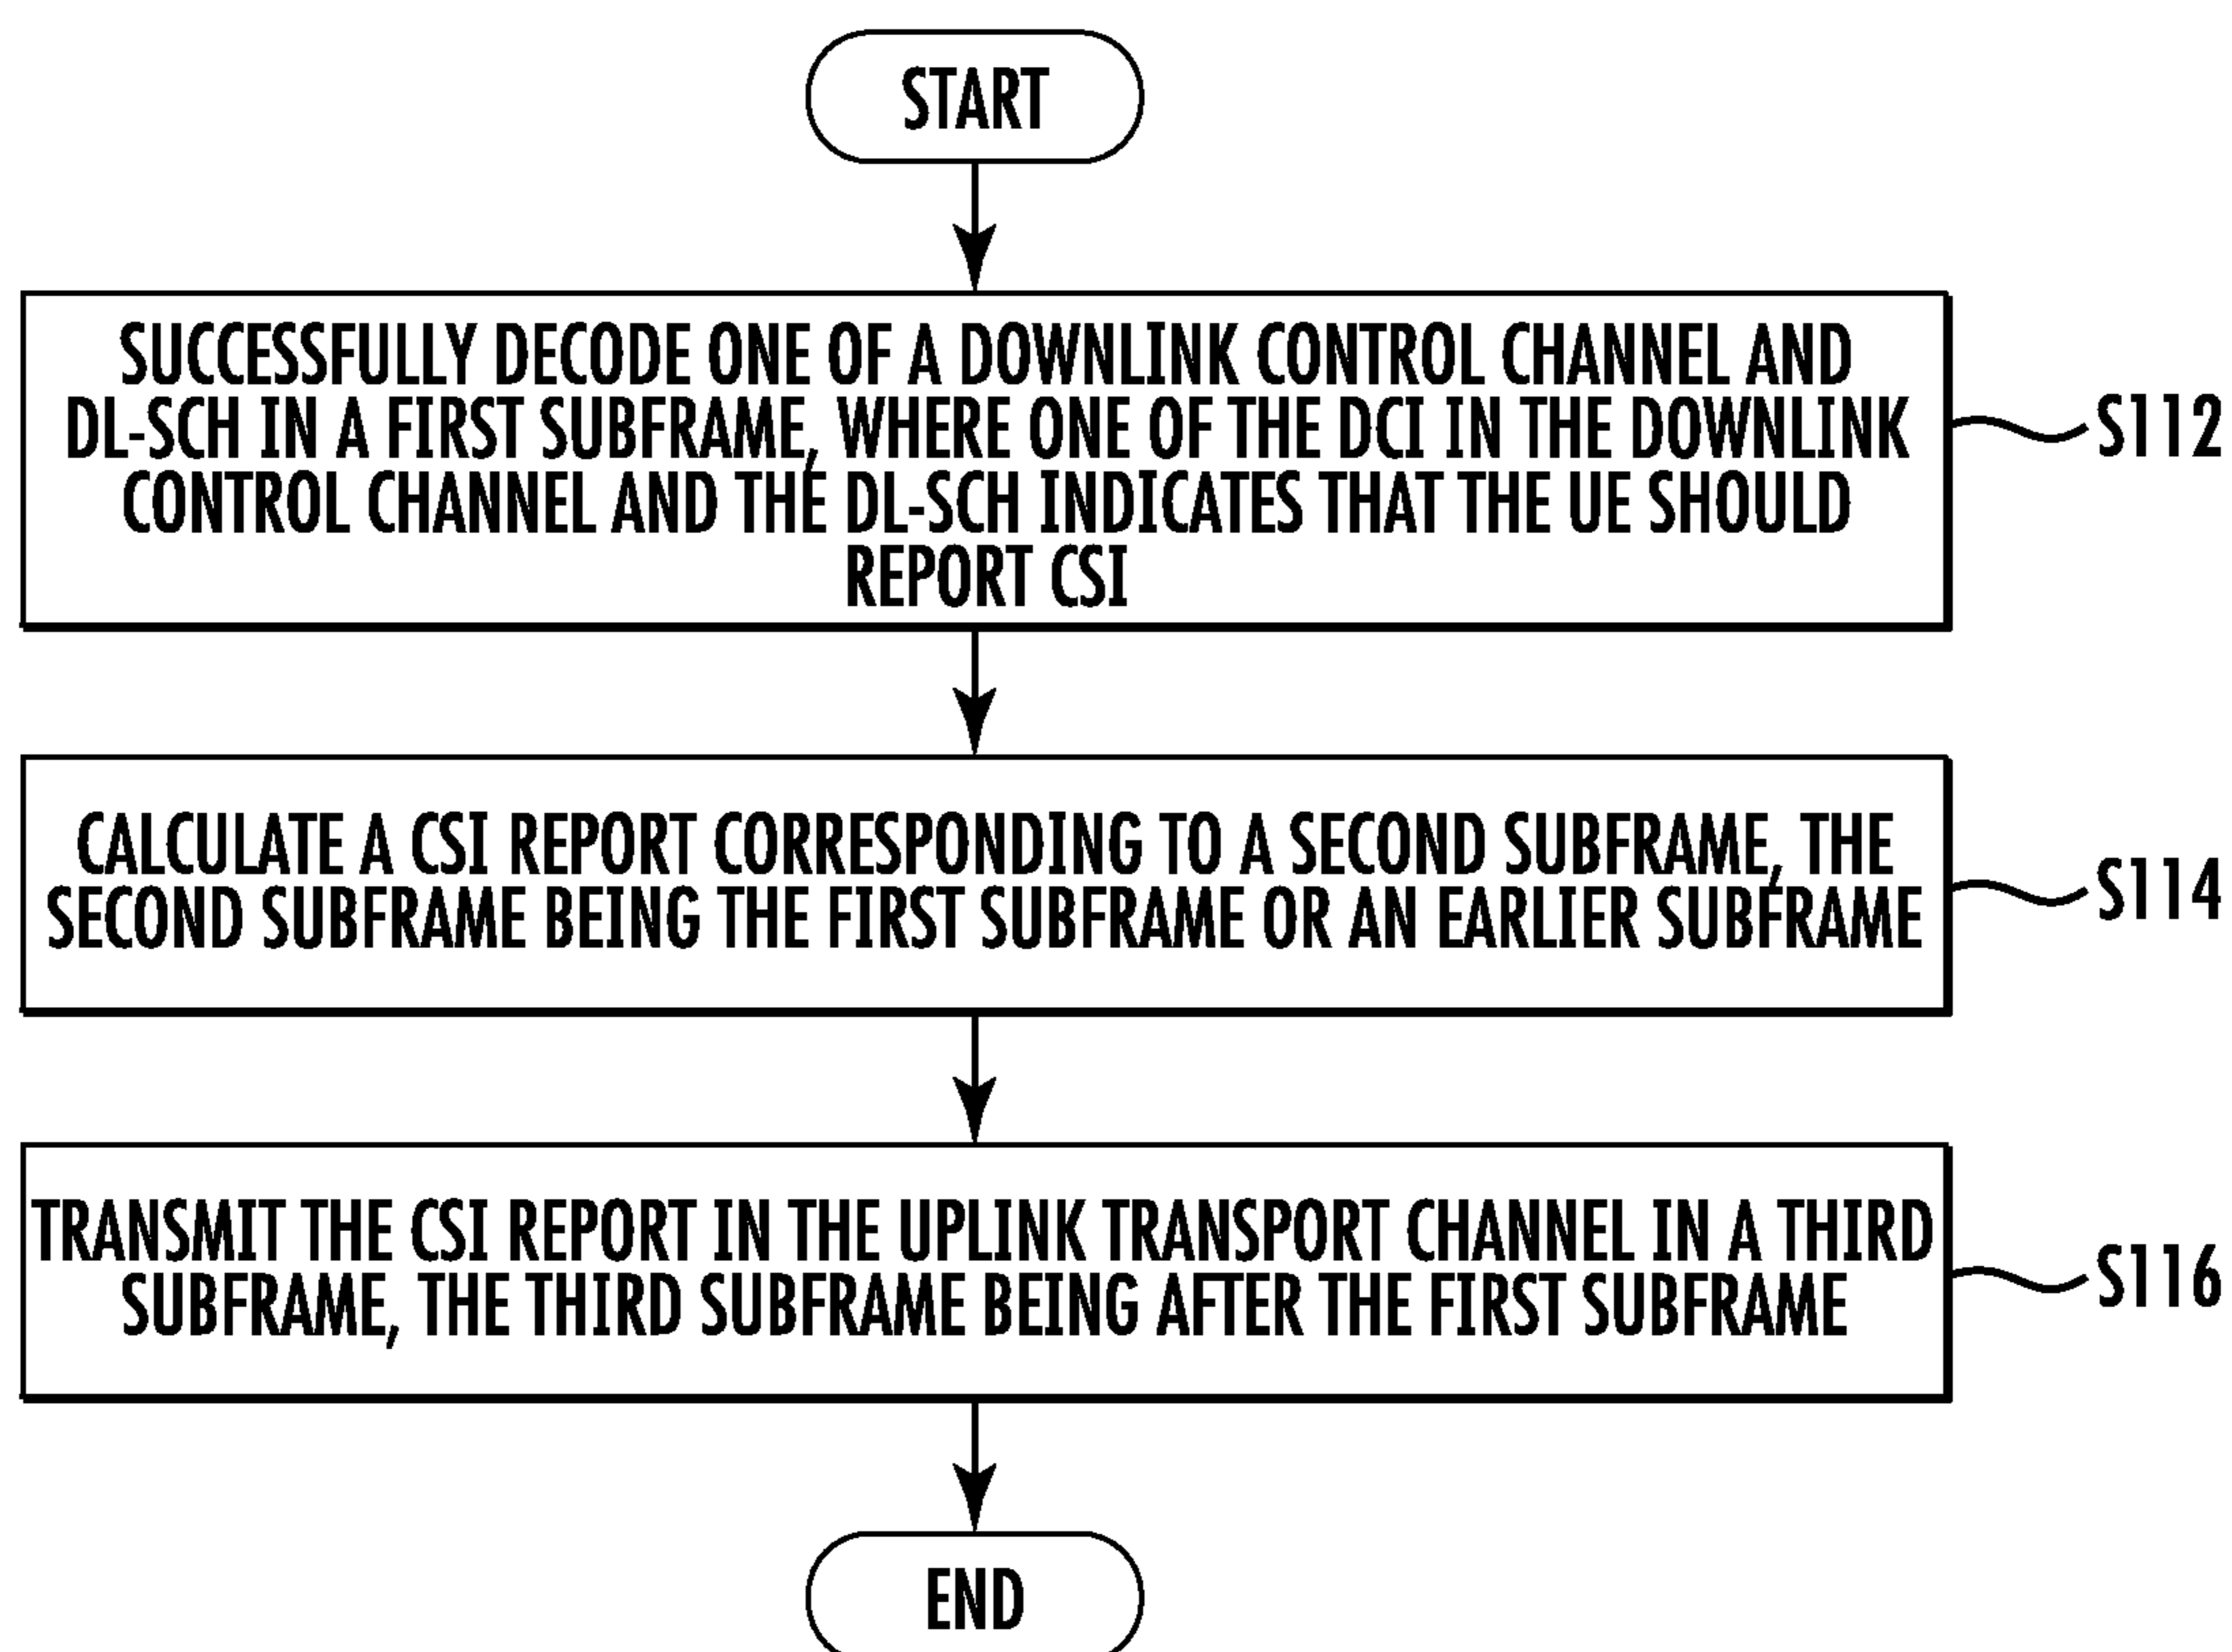 START
SUCCESSFULLY DECODE ONE OF A DOWNLINK CONTROL CHANNEL AND
DL-SCH IN A FIRST SUBFRAME, WHERE ONE OF THE DCI IN THE DOWNLINK
CONTROL CHANNEL AND THE DL-SCH INDICATES THAT THE UE SHOULD
REPORT CSI
S112
CALCULATE A CSI REPORT CORRESPONDING TO A SECOND SUBFRAME, THE
SECOND SUBFRAME BEING THE FIRST SUBFRAME OR AN EARLIER SUBFRAME
S114
TRANSMIT THE CSI REPORT IN THE UPLINK TRANSPORT CHANNEL IN A THIRD
SUBFRAME, THE THIRD SUBFRAME BEING AFTER THE FIRST SUBFRAME
S116
END